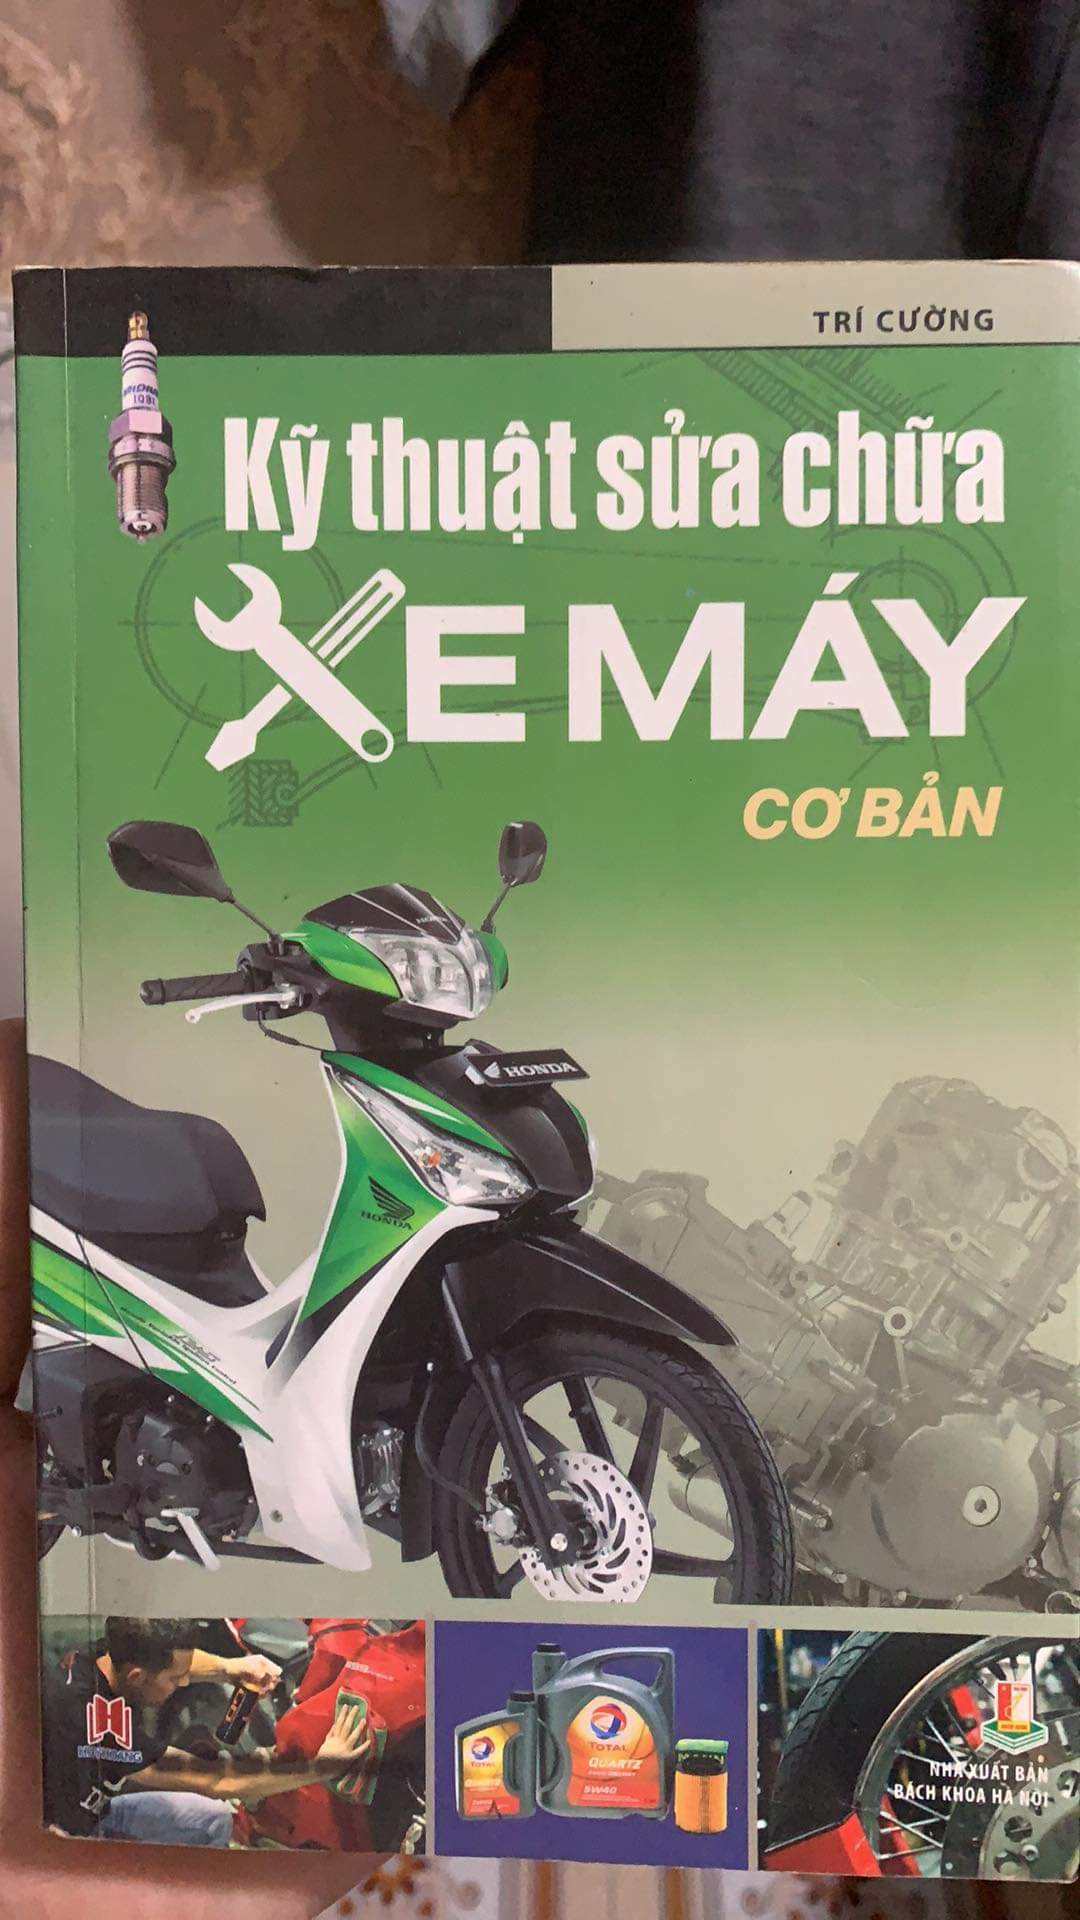 TRÍ CƯỜNG
Kỹ thuật sửa chữa
XE MÁY
CƠ BẢN
HONDA
HONDA
TOTAL
QUARTZ
5W40
TOTAL
NHÀ XUẤT BẢN
BÁCH KHOA HÀ NỘI